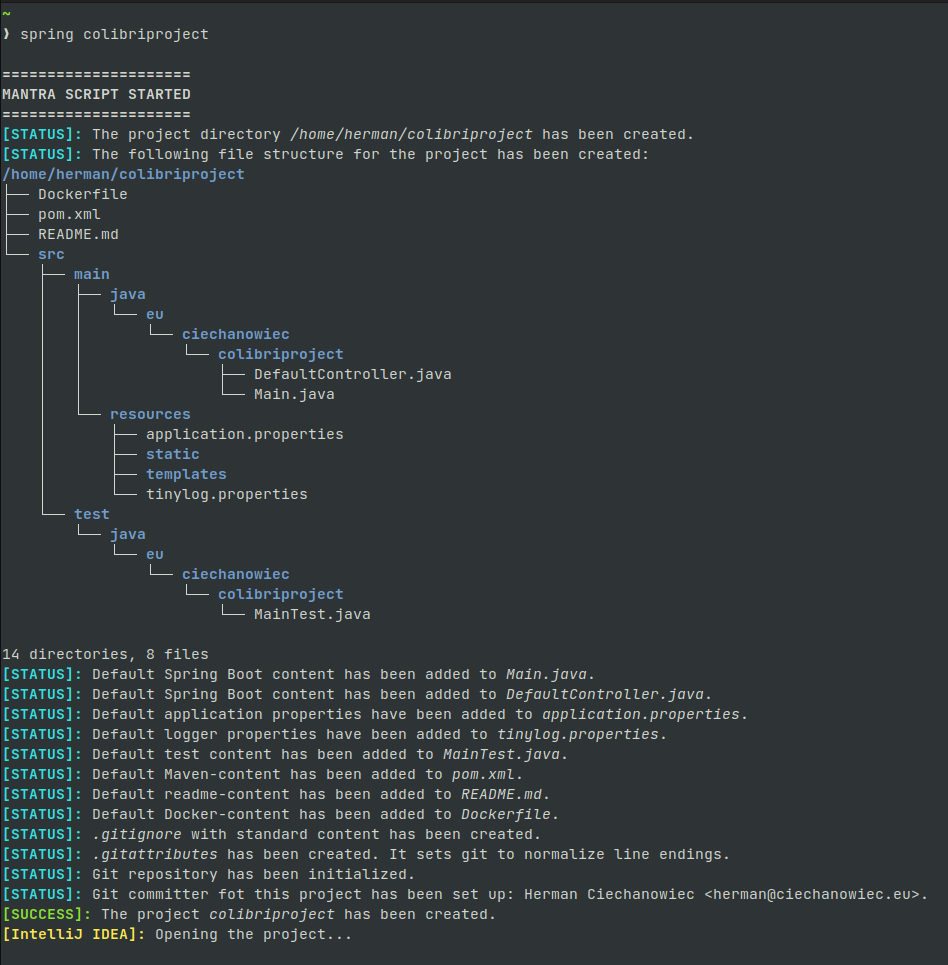 ~
❯ spring colibriproject
=====================
MANTRA SCRIPT STARTED
=====================
[STATUS]: The project directory /home/herman/colibriproject has been created.
[STATUS]: The following file structure for the project has been created:
/home/herman/colibriproject
├── Dockerfile
├── pom.xml
├── README.md
└── src
    ├── main
    │   ├── java
    │   │   └── eu
    │   │       └── ciechanowiec
    │   │           └── colibriproject
    │   │               ├── DefaultController.java
    │   │               └── Main.java
    │   └── resources
    │       ├── application.properties
    │       ├── static
    │       ├── templates
    │       └── tinylog.properties
    └── test
        └── java
            └── eu
                └── ciechanowiec
                    └── colibriproject
                        └── MainTest.java
14 directories, 8 files
[STATUS]: Default Spring Boot content has been added to Main.java.
[STATUS]: Default Spring Boot content has been added to DefaultController.java.
[STATUS]: Default application properties have been added to application.properties.
[STATUS]: Default logger properties have been added to tinylog.properties.
[STATUS]: Default test content has been added to MainTest.java.
[STATUS]: Default Maven-content has been added to pom.xml.
[STATUS]: Default readme-content has been added to README.md.
[STATUS]: Default Docker-content has been added to Dockerfile.
[STATUS]: .gitignore with standard content has been created.
[STATUS]: .gitattributes has been created. It sets git to normalize line endings.
[STATUS]: Git repository has been initialized.
[STATUS]: Git committer fot this project has been set up: Herman Ciechanowiec <herman@ciechanowiec.eu>.
[SUCCESS]: The project colibriproject has been created.
[IntelliJ IDEA]: Opening the project...